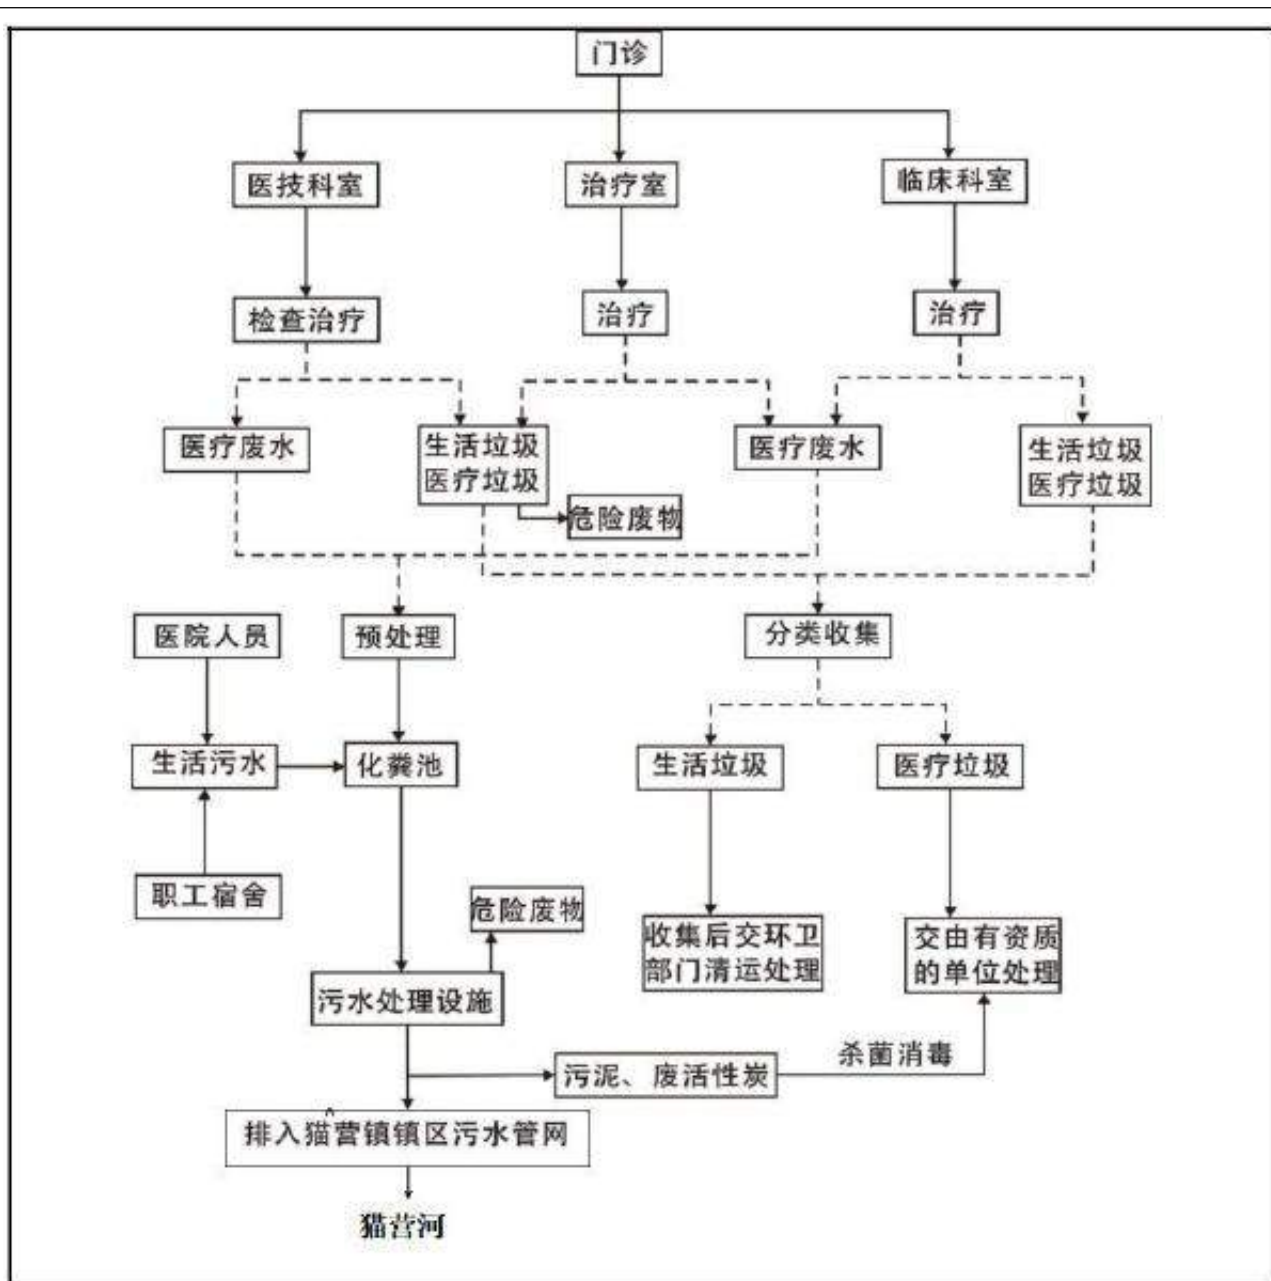 门诊
医技科室
治疗室
临床科室
检查治疗
治疗
治疗
医疗废水
生活垃圾
医疗垃圾
医疗废水
生活垃圾
医疗垃圾
危险废物
医院人员
预处理
分类收集
生活污水
化粪池
生活垃圾
医疗垃圾
职工宿舍
危险废物
收集后交环卫
部门清运处理
交由有资质
的单位处理
污水处理设施
杀菌消毒
污泥、废活性炭
排入猫营镇镇区污水管网
猫营河